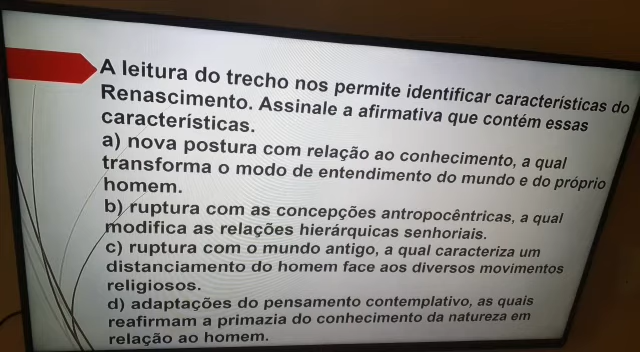 A leitura do trecho nos permite identificar características do
Renascimento. Assinale a afirmativa que contém essas
características.
a) nova postura com relação ao conhecimento, a qual
transforma o modo de entendimento do mundo e do próprio
homem.
b) ruptura com as concepções antropocêntricas, a qual
modifica as relações hierárquicas senhoriais.
c) ruptura com o mundo antigo, a qual caracteriza um
distanciamento do homem face aos diversos movimentos
religiosos.
d) adaptações do pensamento contemplativo, as quais
reafirmam a primazia do conhecimento da natureza em
relação ao homem.